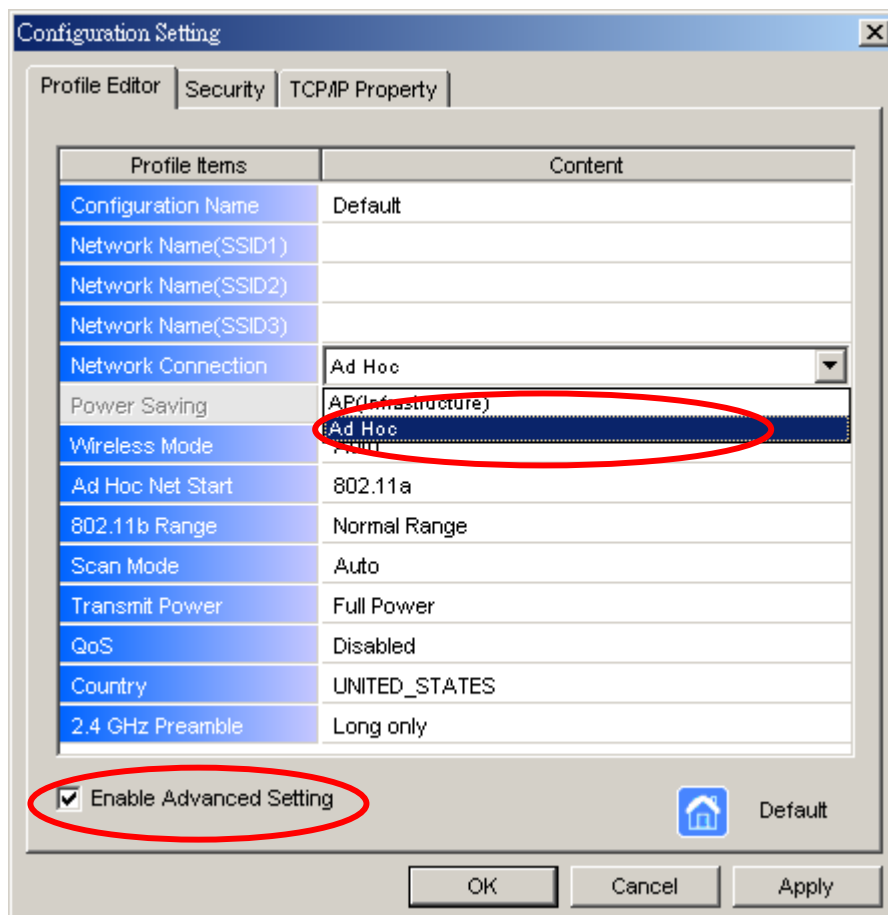 Configuration Setting
Profile Editor Security TCP/IP Property
Profile Items Content
Configuration Name Default
Network Name(SSID1)
Network Name(SSID2)
Network Name(SSID3)
Network Connection Ad Hoc
AP(Infrastructure)
Power Saving
Ad Hoc
Wireless Mode Auto
Ad Hoc Net Start 802.11a
802.11b Range Normal Range
Scan Mode Auto
Transmit Power Full Power
QoS Disabled
Country UNITED_STATES
2.4 GHz Preamble Long only
Enable Advanced Setting Default
OK Cancel Apply